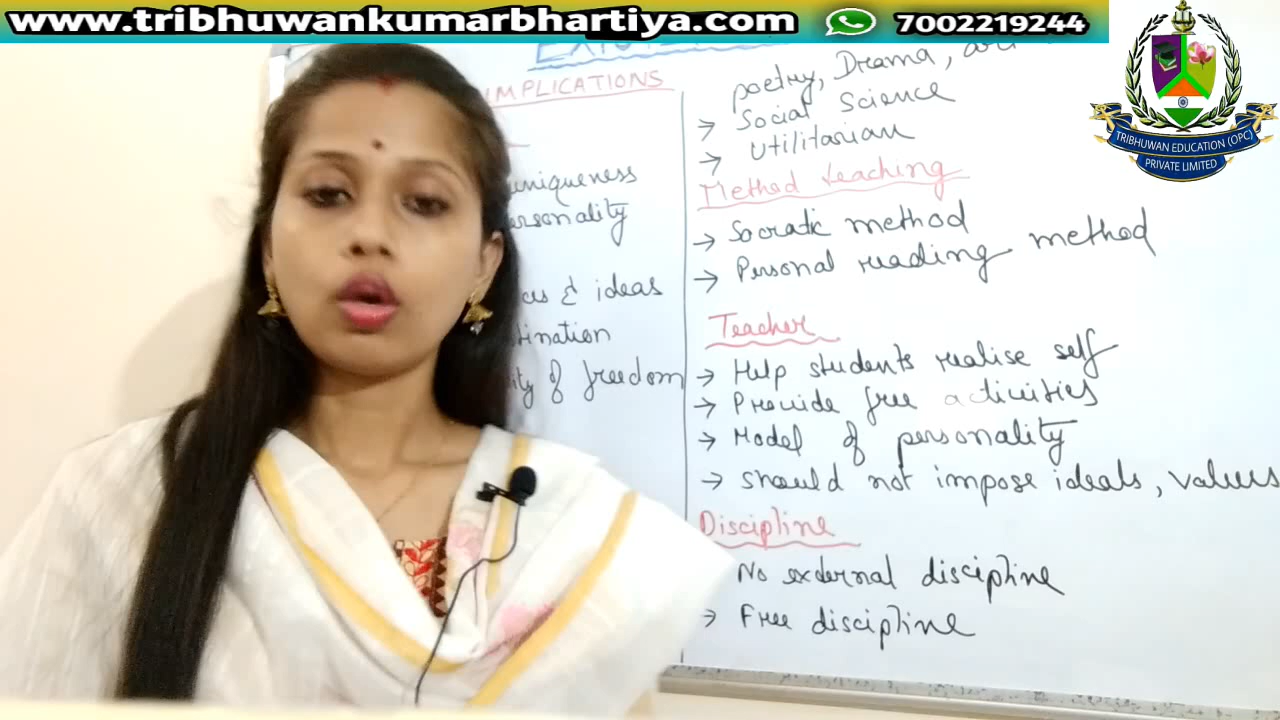 www.tribhuwankumarbhartiya.com 7002219244
TRIBHUWAN EDUCATION (OPC)
PRIVATE LIMITED
IMPLICATIONS
uniqueness
personality
& ideas
of freedom
poetry, Drama, art
→ Social Science
→ Utilitarian
Method teaching
→ Socratic method
→ Personal reading method
Teacher
→ Help students realise self
→ Provide free activities
→ Model of personality
→ Should not impose ideals, values
Discipline
No external discipline
→ Free discipline